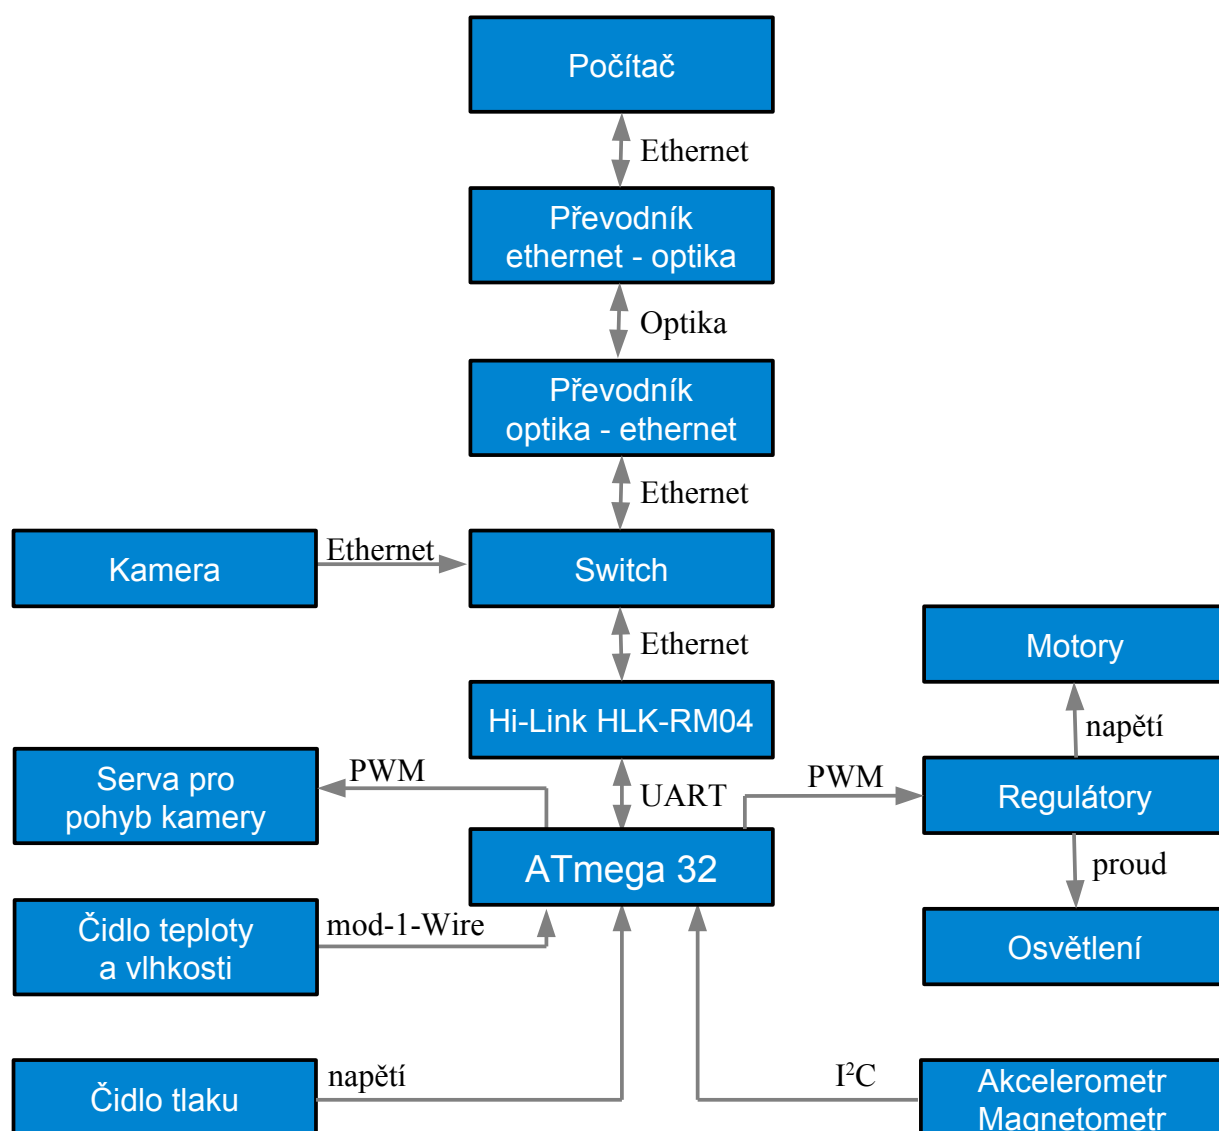 Počítač
Ethernet
Převodník
ethernet - optika
Optika
Převodník
optika - ethernet
Ethernet
Kamera
Ethernet
Switch
Ethernet
Motory
Hi-Link HLK-RM04
napětí
Serva pro
pohyb kamery
PWM
UART
PWM
Regulátory
ATmega 32
proud
Čidlo teploty
a vlhkosti
mod-1-Wire
Osvětlení
Čidlo tlaku
napětí
I²C
Akcelerometr
Magnetometr